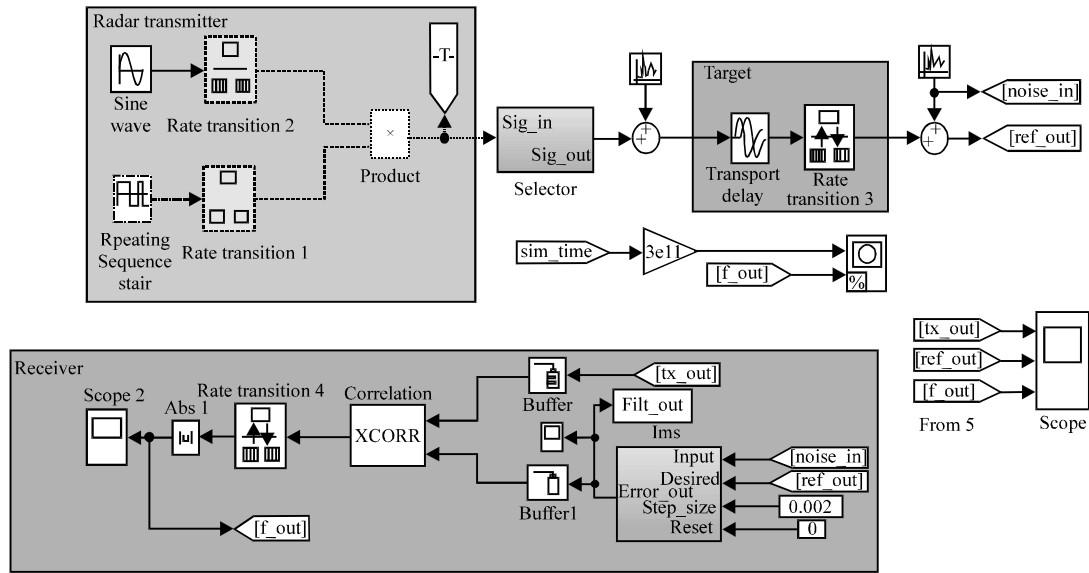 Radar transmitter
Sine
wave
Rate transition 2
-T-
×
Product
Rpeating
Sequence
stair
Rate transition 1
Sig_in
Sig_out
Selector
+
+
Target
Transport
delay
Rate
transition 3
+
+
[noise_in]
[ref_out]
sim_time
3e11
[f_out]
%
[tx_out]
[ref_out]
[f_out]
From 5
Scope
Receiver
Scope 2
Abs 1
|u|
Rate transition 4
Correlation
XCORR
Buffer
[tx_out]
Filt_out
Ims
Buffer1
Input
Desired
Error_out
Step_size
Reset
[noise_in]
[ref_out]
0.002
0
[f_out]